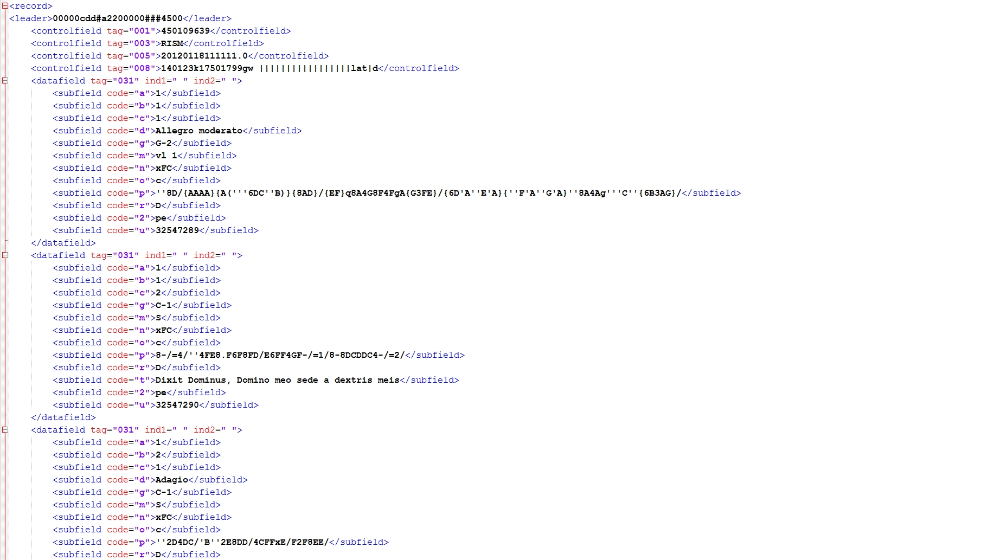 <record>
<leader>00000cdd#a2200000###4500</leader>
<controlfield tag="001">450109639</controlfield>
<controlfield tag="003">RISM</controlfield>
<controlfield tag="005">20120118111111.0</controlfield>
<controlfield tag="008">140123k17501799gw |||||||||||||||||lat|d</controlfield>
<datafield tag="031" ind1=" " ind2=" ">
<subfield code="a">1</subfield>
<subfield code="b">1</subfield>
<subfield code="c">1</subfield>
<subfield code="d">Allegro moderato</subfield>
<subfield code="g">G-2</subfield>
<subfield code="m">vl 1</subfield>
<subfield code="n">xFC</subfield>
<subfield code="o">c</subfield>
<subfield code="p">''8D/{AAAA}{A('''6DC''B)}{8AD}/{EF}q8A4G8F4FgA{G3FE}/{6D'A''E'A}{''F'A''G'A}''8A4Ag'''C''{6B3AG}/</subfield>
<subfield code="r">D</subfield>
<subfield code="2">pe</subfield>
<subfield code="u">32547289</subfield>
</datafield>
<datafield tag="031" ind1=" " ind2=" ">
<subfield code="a">1</subfield>
<subfield code="b">1</subfield>
<subfield code="c">2</subfield>
<subfield code="g">C-1</subfield>
<subfield code="m">S</subfield>
<subfield code="n">xFC</subfield>
<subfield code="o">c</subfield>
<subfield code="p">8-/=4/''4FE8.F6F8FD/E6FF4GF-/=1/8-8DCDDC4-/=2/</subfield>
<subfield code="r">D</subfield>
<subfield code="t">Dixit Dominus, Domino meo sede a dextris meis</subfield>
<subfield code="2">pe</subfield>
<subfield code="u">32547290</subfield>
</datafield>
<datafield tag="031" ind1=" " ind2=" ">
<subfield code="a">1</subfield>
<subfield code="b">2</subfield>
<subfield code="c">1</subfield>
<subfield code="d">Adagio</subfield>
<subfield code="g">C-1</subfield>
<subfield code="m">S</subfield>
<subfield code="n">xFC</subfield>
<subfield code="o">c</subfield>
<subfield code="p">''2D4DC/'B''2E8DD/4CFFxE/F2F8EE/</subfield>
<subfield code="r">D</subfield>